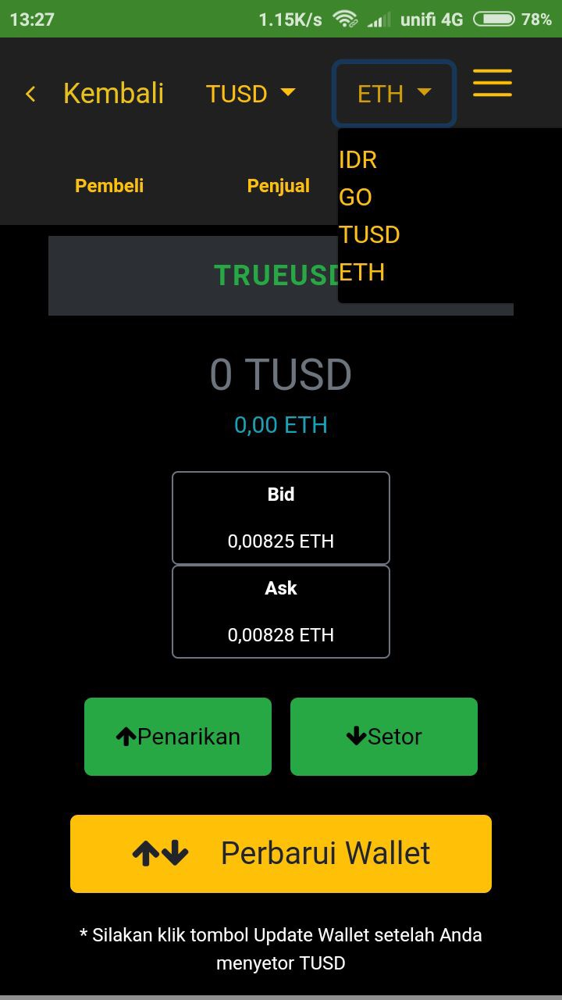 13:27 1.15K/s unifi 4G 78%
Kembali TUSD ETH
IDR
GO
TUSD
ETH
Pembeli Penjual
TRUEUSD
0 TUSD
0,00 ETH
Bid
0,00825 ETH
Ask
0,00828 ETH
Penarikan Setor
Perbarui Wallet
* Silakan klik tombol Update Wallet setelah Anda
menyetor TUSD